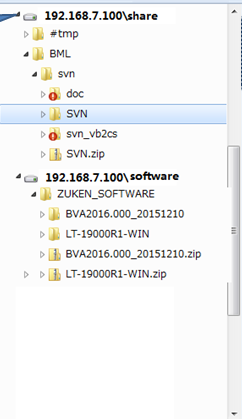 192.168.7.100\share
#tmp
BML
svn
doc
SVN
svn_vb2cs
SVN.zip
192.168.7.100\software
ZUKEN_SOFTWARE
BVA2016.000_20151210
LT-19000R1-WIN
BVA2016.000_20151210.zip
LT-19000R1-WIN.zip